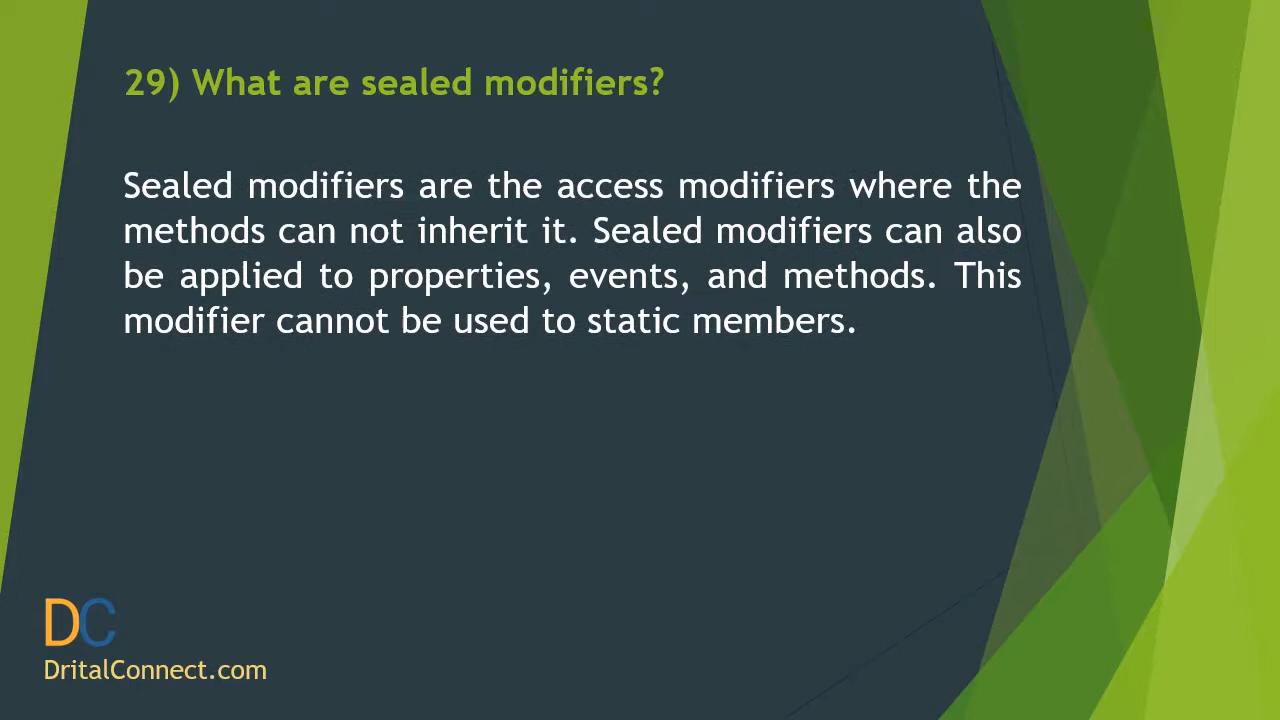 29) What are sealed modifiers?
Sealed modifiers are the access modifiers where the
methods can not inherit it. Sealed modifiers can also
be applied to properties, events, and methods. This
modifier cannot be used to static members.
DC
DritalConnect.com